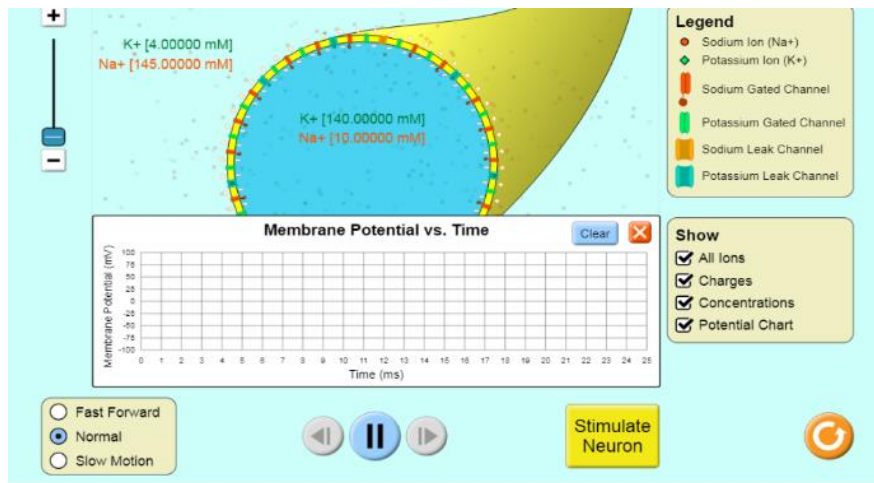 +
K+ [4.00000 mM]
Na+ [145.00000 mM]
K+ [140.00000 mM]
Na+ [10.00000 mM]
−
Legend
Sodium Ion (Na+)
Potassium Ion (K+)
Sodium Gated Channel
Potassium Gated Channel
Sodium Leak Channel
Potassium Leak Channel
Membrane Potential vs. Time
Clear
Membrane Potential (mV)
100
75
50
25
0
-25
-50
-75
-100
0 1 2 3 4 5 6 7 8 9 10 11 12 13 14 15 16 17 18 19 20 21 22 23 24 25
Time (ms)
Show
All Ions
Charges
Concentrations
Potential Chart
Fast Forward
Normal
Slow Motion
Stimulate
Neuron